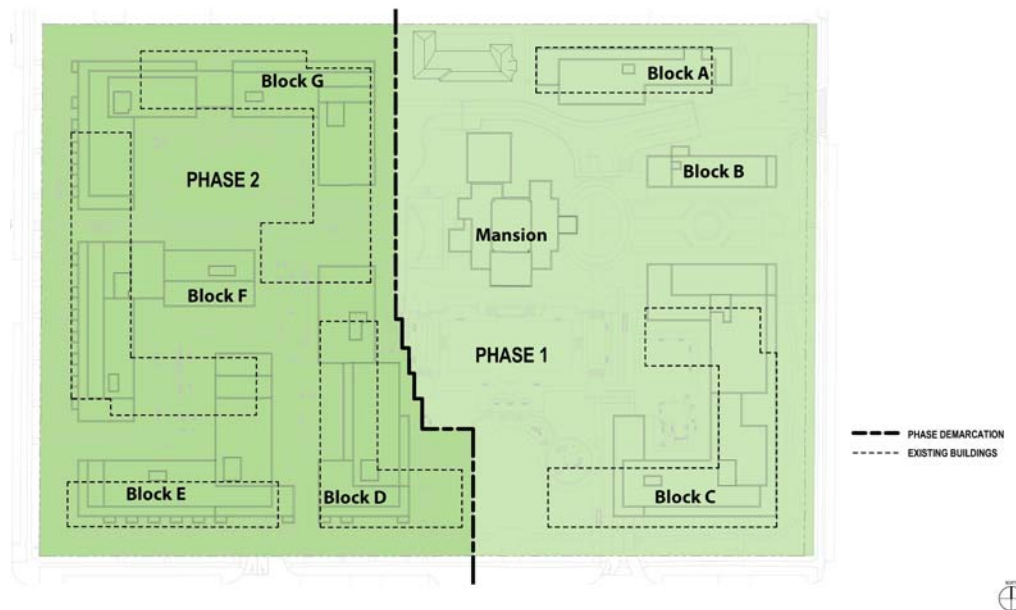 Block G
Block A
PHASE 2
Block B
Mansion
Block F
PHASE 1
PHASE DEMARCATION
EXISTING BUILDINGS
Block E
Block D
Block C